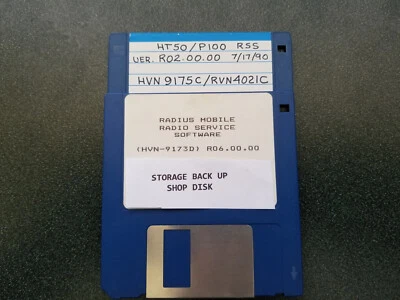 HT50/P100 RSS
VER. R02.00.00 7/17/90
HVN 9175C/RVN4021C
RADIUS MOBILE
RADIO SERVICE
SOFTWARE
(HVN-9173D) R06.00.00
STORAGE BACK UP
SHOP DISK